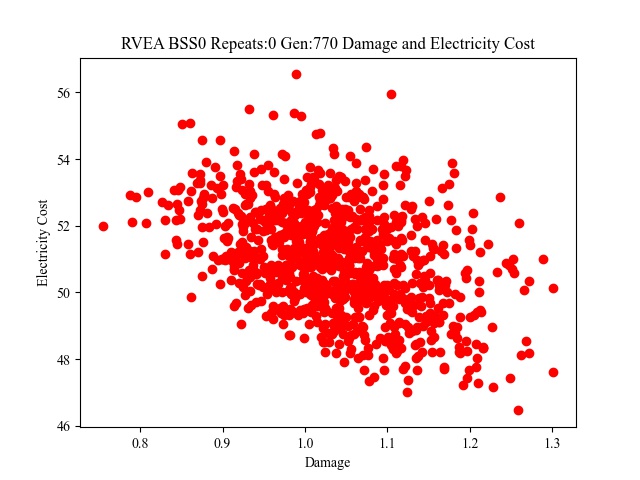 RVEA BSS0 Repeats:0 Gen:770 Damage and Electricity Cost
56
54
52
50
48
46
Electricity Cost
0.8 0.9 1.0 1.1 1.2 1.3
Damage